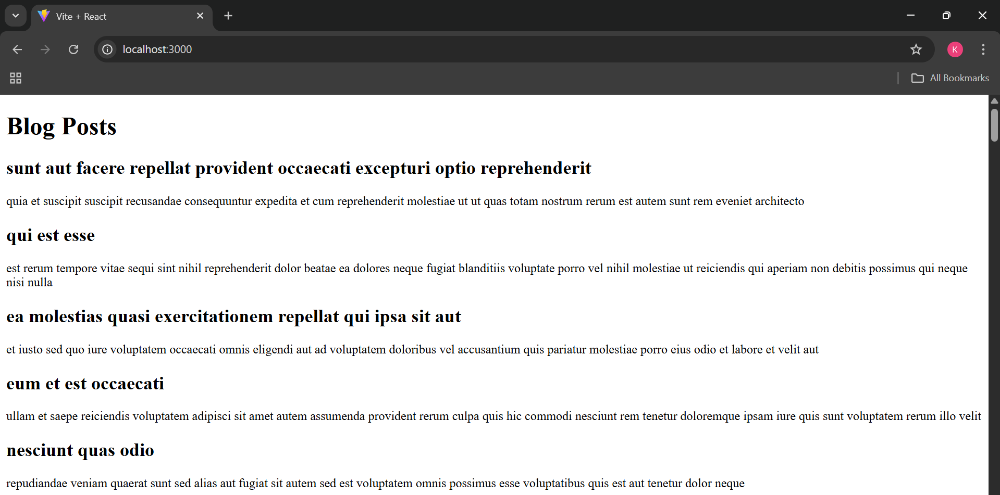 Vite + React
localhost:3000
K
All Bookmarks
Blog Posts
sunt aut facere repellat provident occaecati excepturi optio reprehenderit
quia et suscipit suscipit recusandae consequuntur expedita et cum reprehenderit molestiae ut ut quas totam nostrum rerum est autem sunt rem eveniet architecto
qui est esse
est rerum tempore vitae sequi sint nihil reprehenderit dolor beatae ea dolores neque fugiat blanditiis voluptate porro vel nihil molestiae ut reiciendis qui aperiam non debitis possimus qui neque
nisi nulla
ea molestias quasi exercitationem repellat qui ipsa sit aut
et iusto sed quo iure voluptatem occaecati omnis eligendi aut ad voluptatem doloribus vel accusantium quis pariatur molestiae porro eius odio et labore et velit aut
eum et est occaecati
ullam et saepe reiciendis voluptatem adipisci sit amet autem assumenda provident rerum culpa quis hic commodi nesciunt rem tenetur doloremque ipsam iure quis sunt voluptatem rerum illo velit
nesciunt quas odio
repudiandae veniam quaerat sunt sed alias aut fugiat sit autem sed est voluptatem omnis possimus esse voluptatibus quis est aut tenetur dolor neque